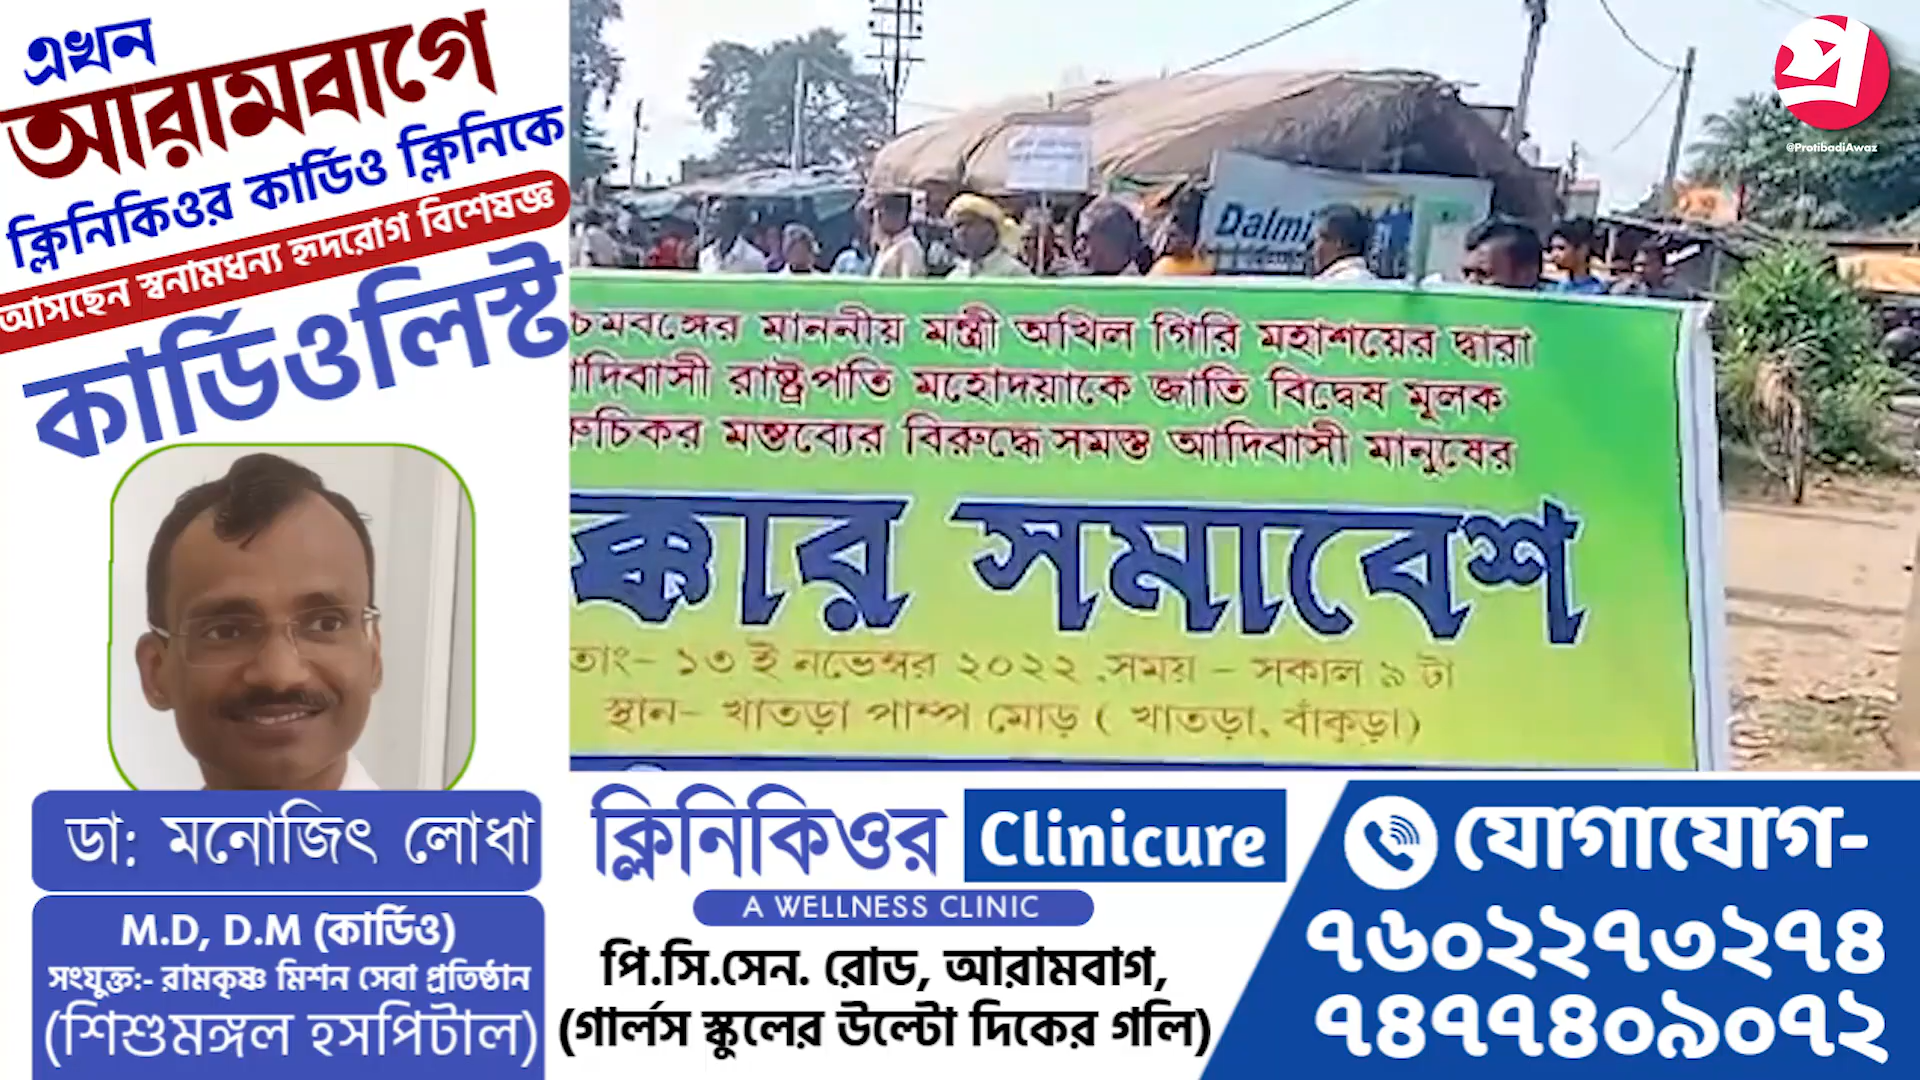 এখন
আরামবাগে
ক্লিনিকিওর কার্ডিও ক্লিনিকে
আসছেন স্বনামধন্য হৃদরোগ বিশেষজ্ঞ
কার্ডিওলিস্ট
ডা: মনোজিৎ লোধা
M.D, D.M (কার্ডিও)
সংযুক্ত:- রামকৃষ্ণ মিশন সেবা প্রতিষ্ঠান
(শিশুমঙ্গল হসপিটাল)
@ProtibadiAwaz
Dalmi
চিমবঙ্গের মাননীয় মন্ত্রী অখিল গিরি মহাশয়ের দ্বারা
াদিবাসী রাষ্ট্রপতি মহোদয়াকে জাতি বিদ্বেষ মূলক
রুচিকর মন্তব্যের বিরুদ্ধে সমস্ত আদিবাসী মানুষের
ক্কার সমাবেশ
তাং- ১৩ ই নভেম্বর ২০২২ .সময় - সকাল ৯ টা
স্থান- খাতড়া পাম্প মোড় ( খাতড়া, বাঁকুড়া)
ক্লিনিকিওর Clinicure
A WELLNESS CLINIC
পি.সি.সেন. রোড, আরামবাগ,
(গার্লস স্কুলের উল্টো দিকের গলি)
যোগাযোগ-
৭৬০২২৭৩২৭৪
৭৪৭৭৪০৯০৭২